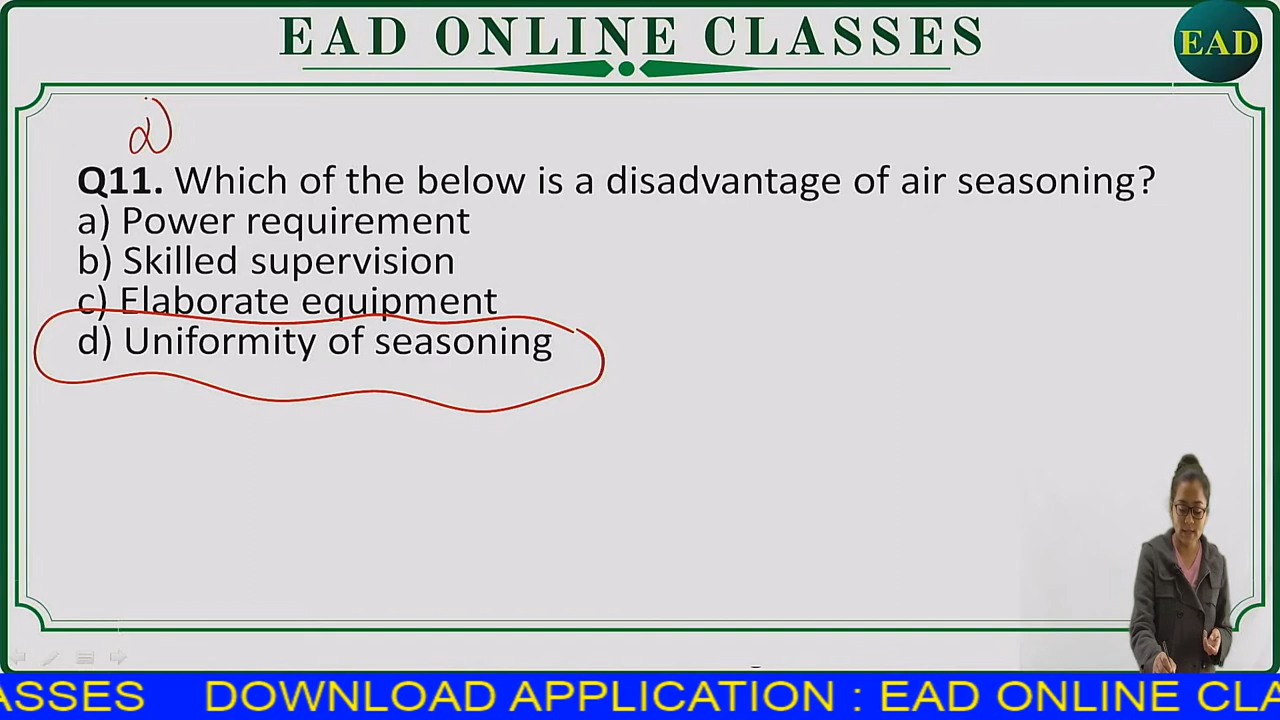 EAD ONLINE CLASSES
EAD
d)
Q11. Which of the below is a disadvantage of air seasoning?
a) Power requirement
b) Skilled supervision
c) Elaborate equipment
d) Uniformity of seasoning
ASSES DOWNLOAD APPLICATION : EAD ONLINE CLA